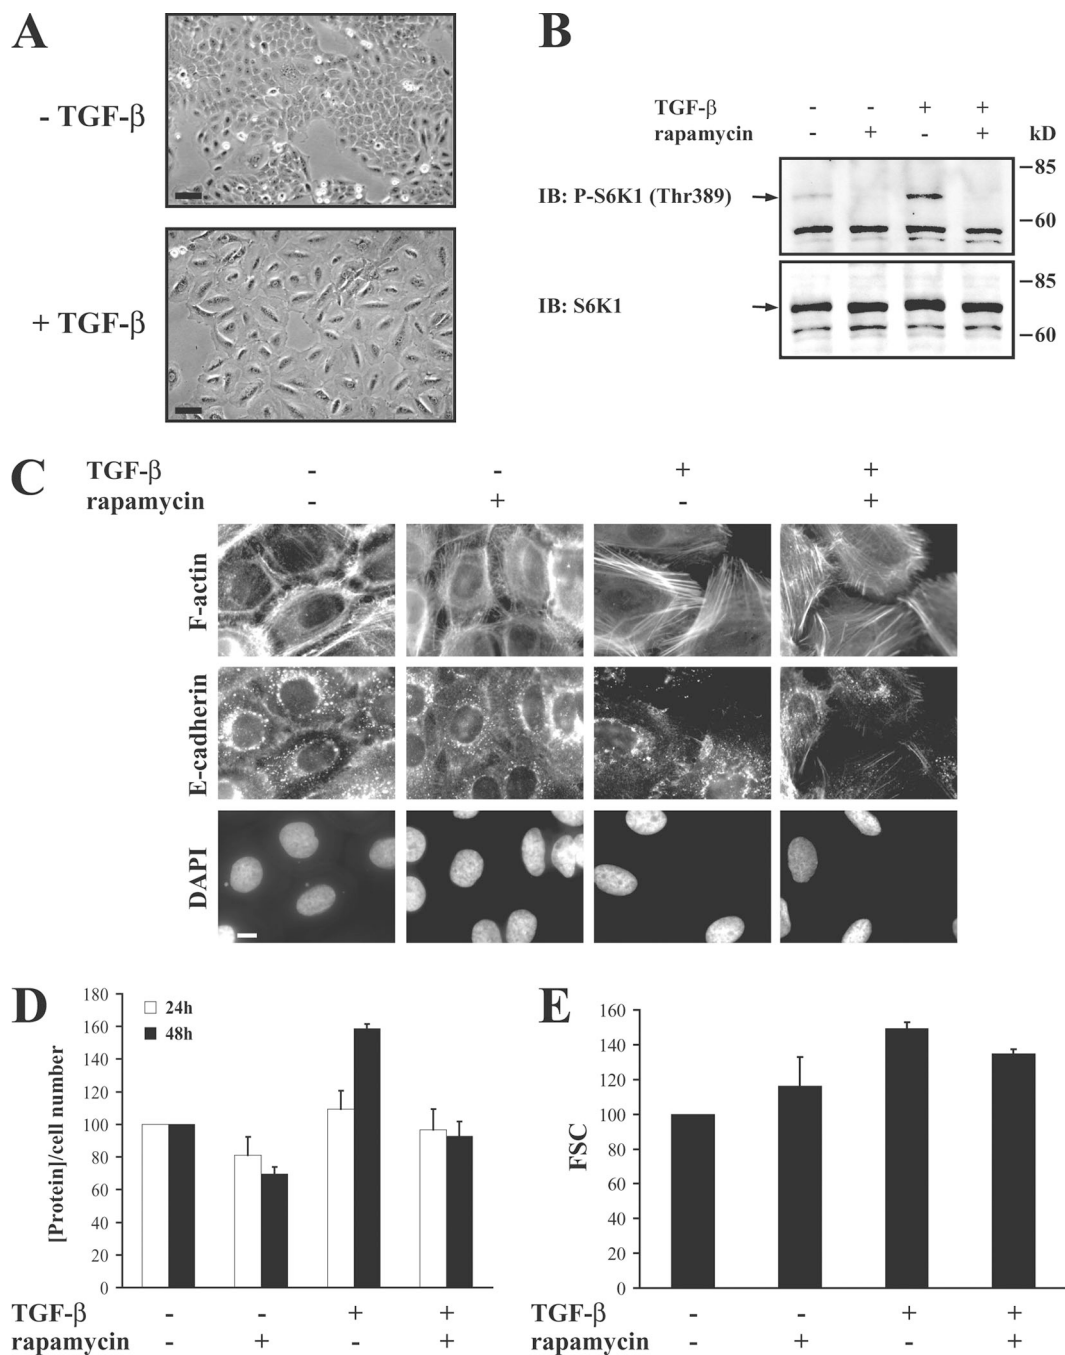 A
- TGF-β
+ TGF-β
B
TGF-β - - + +
rapamycin - + - + kD
IB: P-S6K1 (Thr389)
-85
-60
IB: S6K1
-85
-60
C
TGF-β - - + +
rapamycin - + - +
F-actin
E-cadherin
DAPI
D
[Protein]/cell number
180
160
140
120
100
80
60
40
20
0
24h
48h
TGF-β - - + +
rapamycin - + - +
E
FSC
160
140
120
100
80
60
40
20
0
TGF-β - - + +
rapamycin - + - +